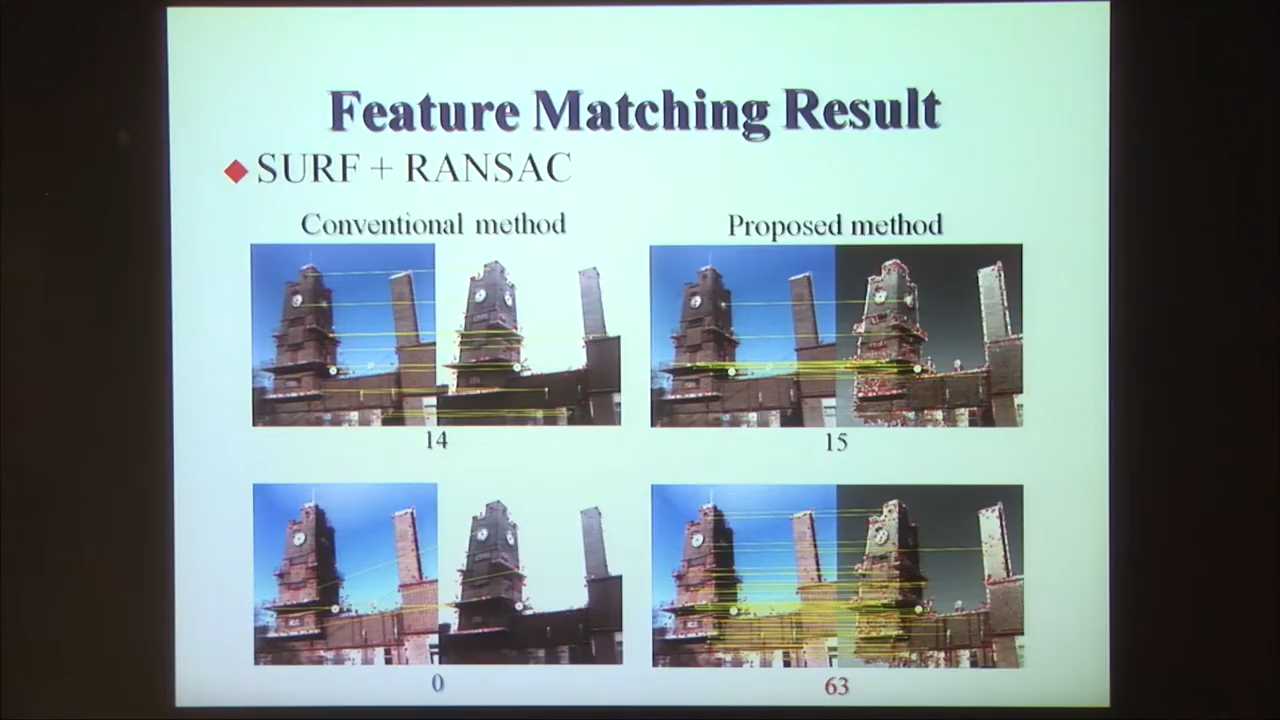 Feature Matching Result
SURF + RANSAC
Conventional method
Proposed method
14
15
0
63